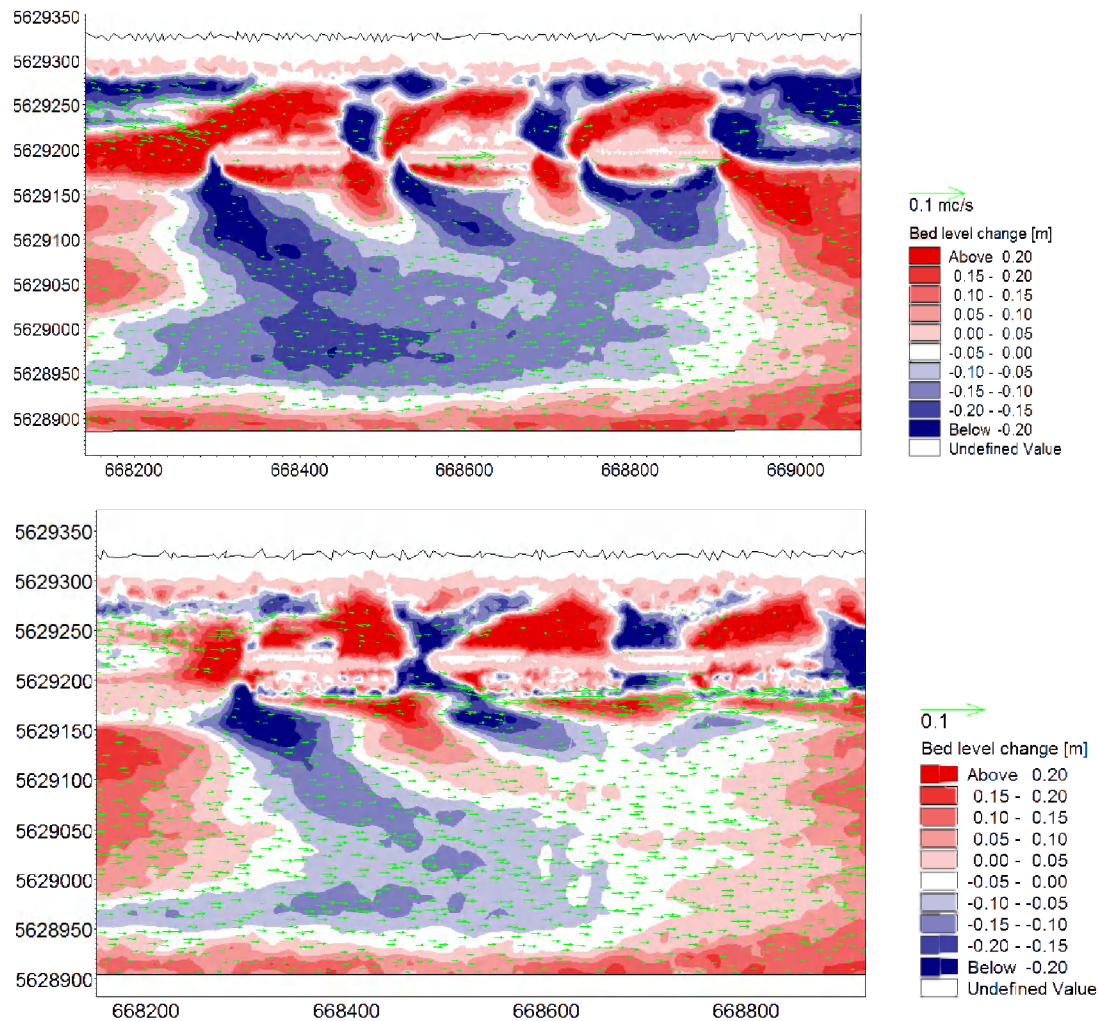 5629350
5629300
5629250
5629200
5629150
5629100
5629050
5629000
5628950
5628900
668200 668400 668600 668800 669000
0.1 mc/s
Bed level change [m]
Above 0.20
0.15 - 0.20
0.10 - 0.15
0.05 - 0.10
0.00 - 0.05
-0.05 - 0.00
-0.10 - -0.05
-0.15 - -0.10
-0.20 - -0.15
Below -0.20
Undefined Value
5629350
5629300
5629250
5629200
5629150
5629100
5629050
5629000
5628950
5628900
668200 668400 668600 668800
0.1
Bed level change [m]
Above 0.20
0.15 - 0.20
0.10 - 0.15
0.05 - 0.10
0.00 - 0.05
-0.05 - 0.00
-0.10 - -0.05
-0.15 - -0.10
-0.20 - -0.15
Below -0.20
Undefined Value